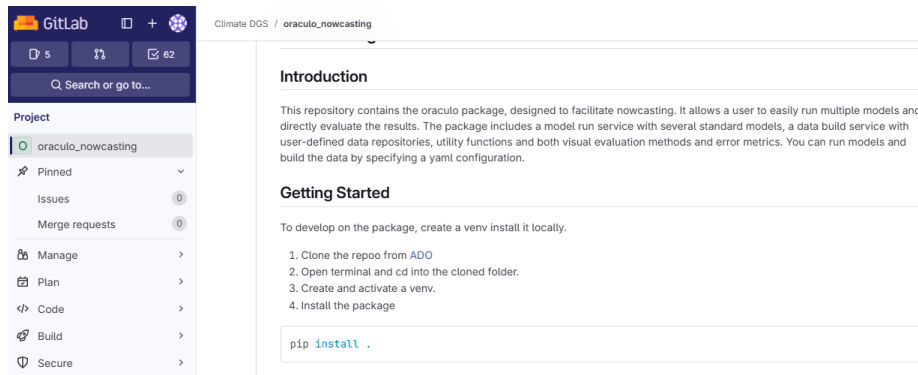 GitLab
Climate DGS / oraculo_nowcasting
5
62
Search or go to...
Project
O oraculo_nowcasting
Pinned
Issues 0
Merge requests 0
Manage
Plan
Code
Build
Secure
Introduction
This repository contains the oraculo package, designed to facilitate nowcasting. It allows a user to easily run multiple models and
directly evaluate the results. The package includes a model run service with several standard models, a data build service with
user-defined data repositories, utility functions and both visual evaluation methods and error metrics. You can run models and
build the data by specifying a yaml configuration.
Getting Started
To develop on the package, create a venv install it locally.
1. Clone the repoo from ADO
2. Open terminal and cd into the cloned folder.
3. Create and activate a venv.
4. Install the package
pip install .